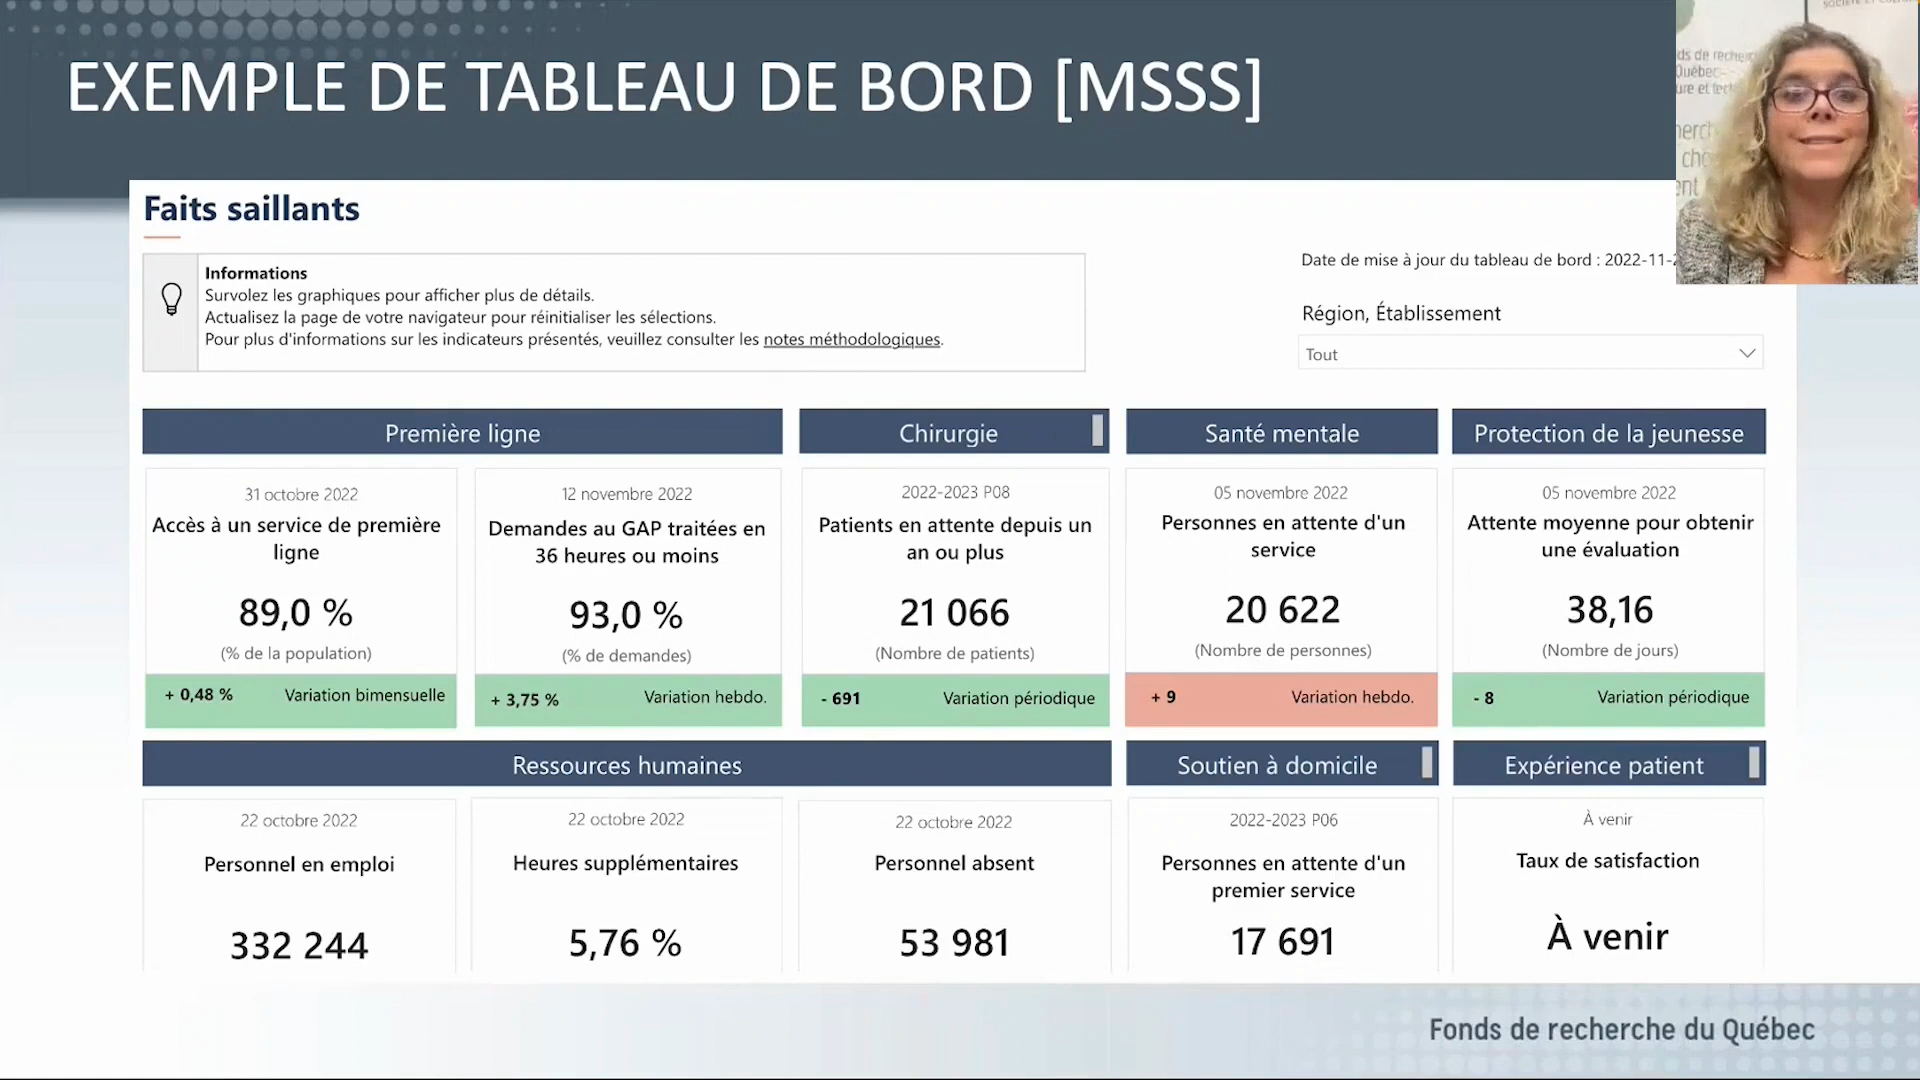 EXEMPLE DE TABLEAU DE BORD [MSSS]
Faits saillants
Informations
Survolez les graphiques pour afficher plus de détails.
Actualisez la page de votre navigateur pour réinitialiser les sélections.
Pour plus d'informations sur les indicateurs présentés, veuillez consulter les notes méthodologiques.
Date de mise à jour du tableau de bord : 2022-11-
Région, Établissement
Tout
Première ligne
31 octobre 2022
Accès à un service de première
ligne
89,0 %
(% de la population)
+ 0,48 % Variation bimensuelle
12 novembre 2022
Demandes au GAP traitées en
36 heures ou moins
93,0 %
(% de demandes)
+ 3,75 % Variation hebdo.
Chirurgie
2022-2023 P08
Patients en attente depuis un
an ou plus
21 066
(Nombre de patients)
- 691 Variation périodique
Santé mentale
05 novembre 2022
Personnes en attente d'un
service
20 622
(Nombre de personnes)
+ 9 Variation hebdo.
Protection de la jeunesse
05 novembre 2022
Attente moyenne pour obtenir
une évaluation
38,16
(Nombre de jours)
- 8 Variation périodique
Ressources humaines
22 octobre 2022
Personnel en emploi
332 244
22 octobre 2022
Heures supplémentaires
5,76 %
22 octobre 2022
Personnel absent
53 981
Soutien à domicile
2022-2023 P06
Personnes en attente d'un
premier service
17 691
Expérience patient
À venir
Taux de satisfaction
À venir
Fonds de recherche du Québec